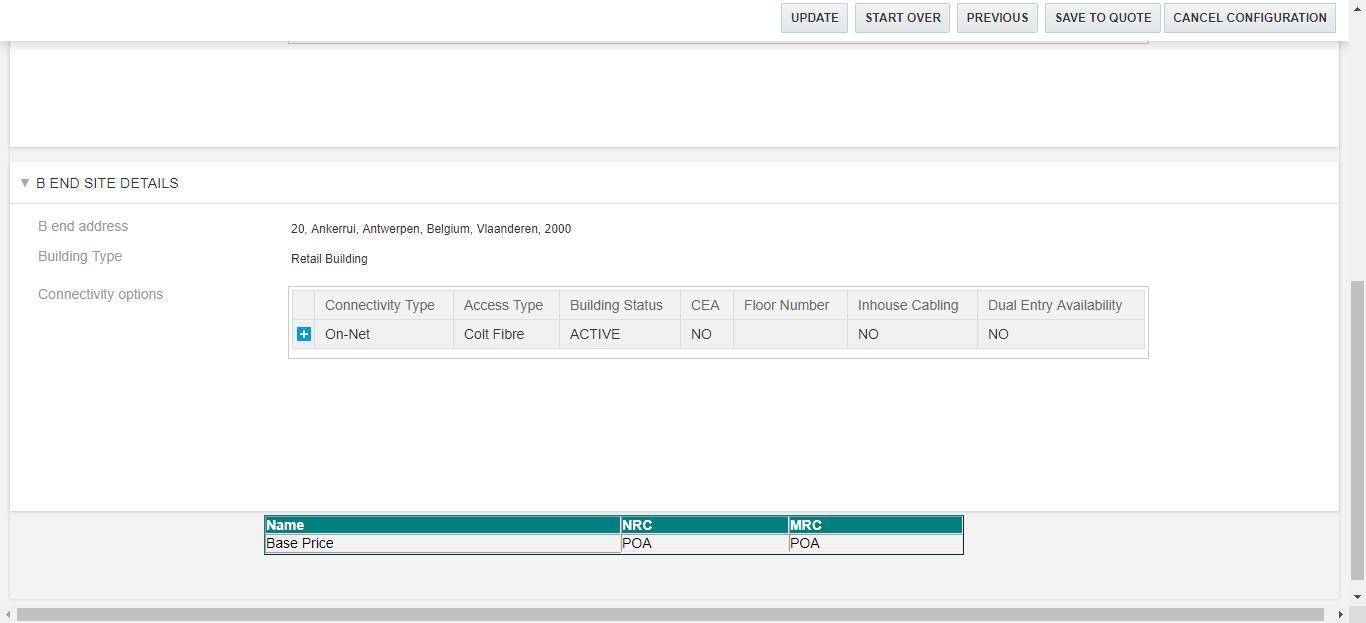 UPDATE START OVER PREVIOUS SAVE TO QUOTE CANCEL CONFIGURATION
B END SITE DETAILS
B end address 20, Ankerrui, Antwerpen, Belgium, Vlaanderen, 2000
Building Type Retail Building
Connectivity options
Connectivity Type Access Type Building Status CEA Floor Number Inhouse Cabling Dual Entry Availability
On-Net Colt Fibre ACTIVE NO NO NO
Name NRC MRC
Base Price POA POA